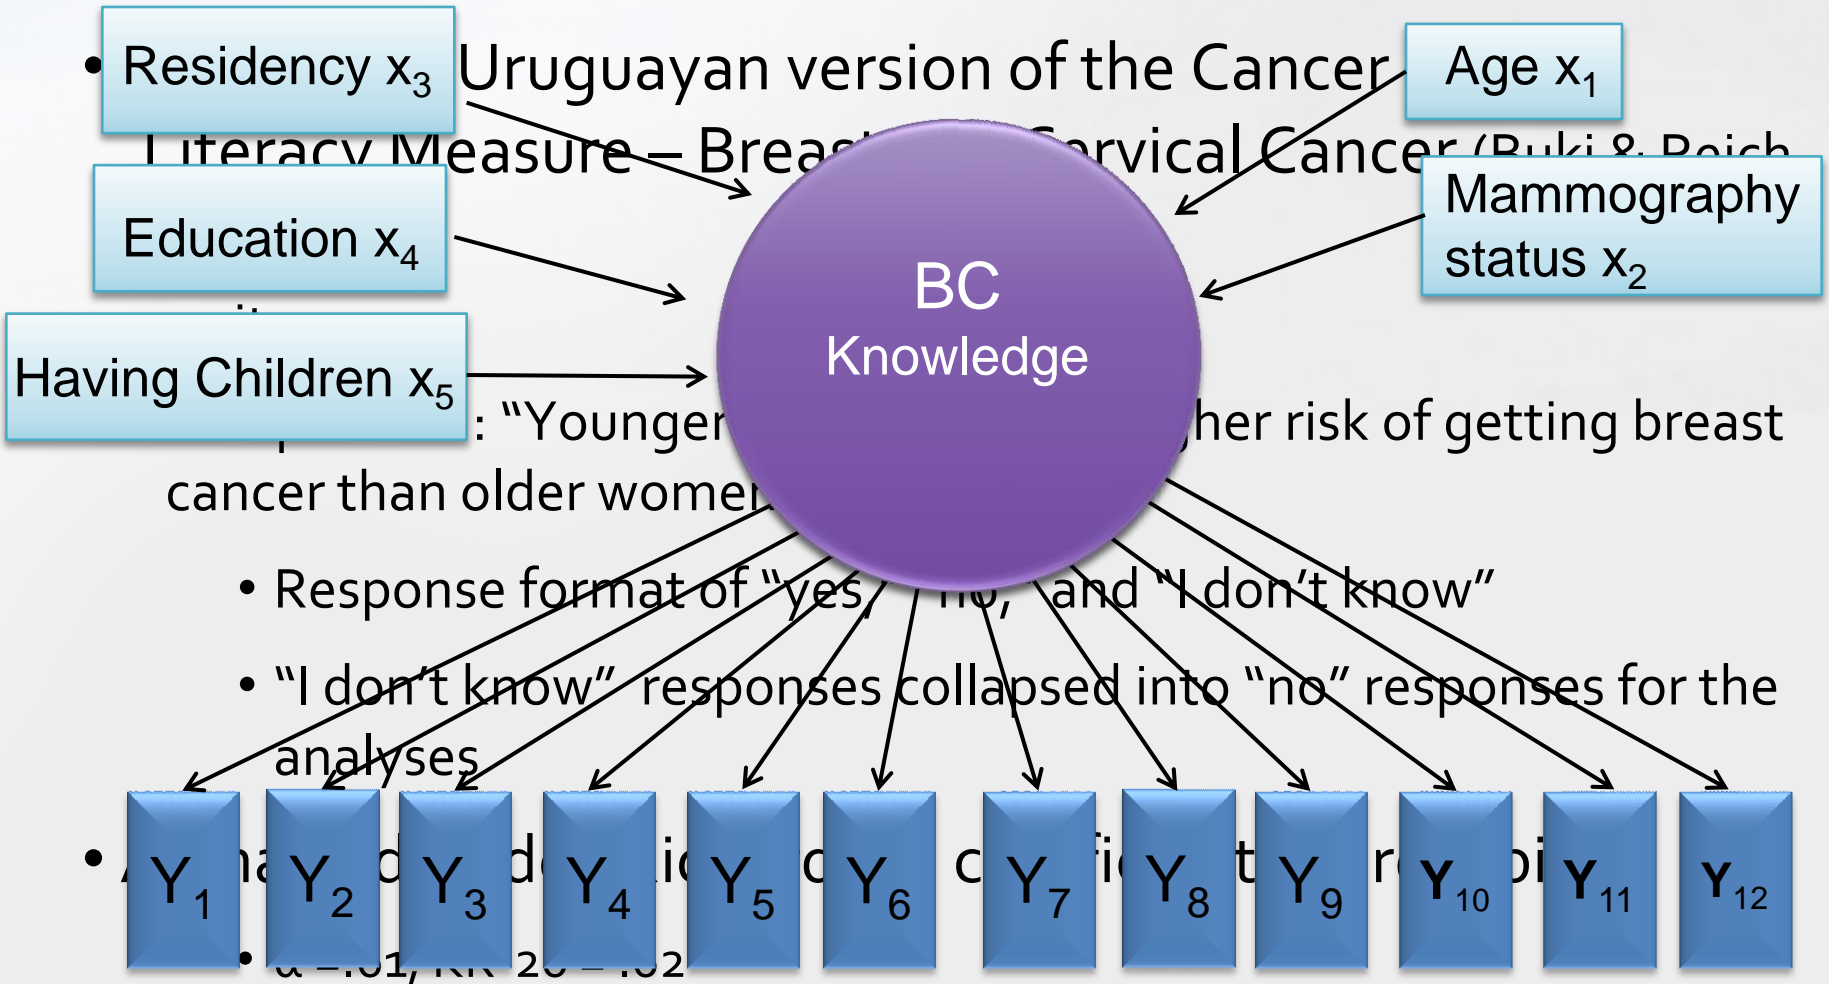 Residency x₃
• Uruguayan version of the Cancer
Age x₁
Literacy Measure – Breast Cervical Cancer (Buki & Reich
Mammography
status x₂
Education x₄
BC
Knowledge
Having Children x₅
: “Younger her risk of getting breast
cancer than older women
• Response format of “yes, no,” and “I don’t know”
• “I don’t know” responses collapsed into “no” responses for the
analyses
•
Y₁ Y₂ Y₃ Y₄ Y₅ Y₆ Y₇ Y₈ Y₉ Y₁₀ Y₁₁ Y₁₂